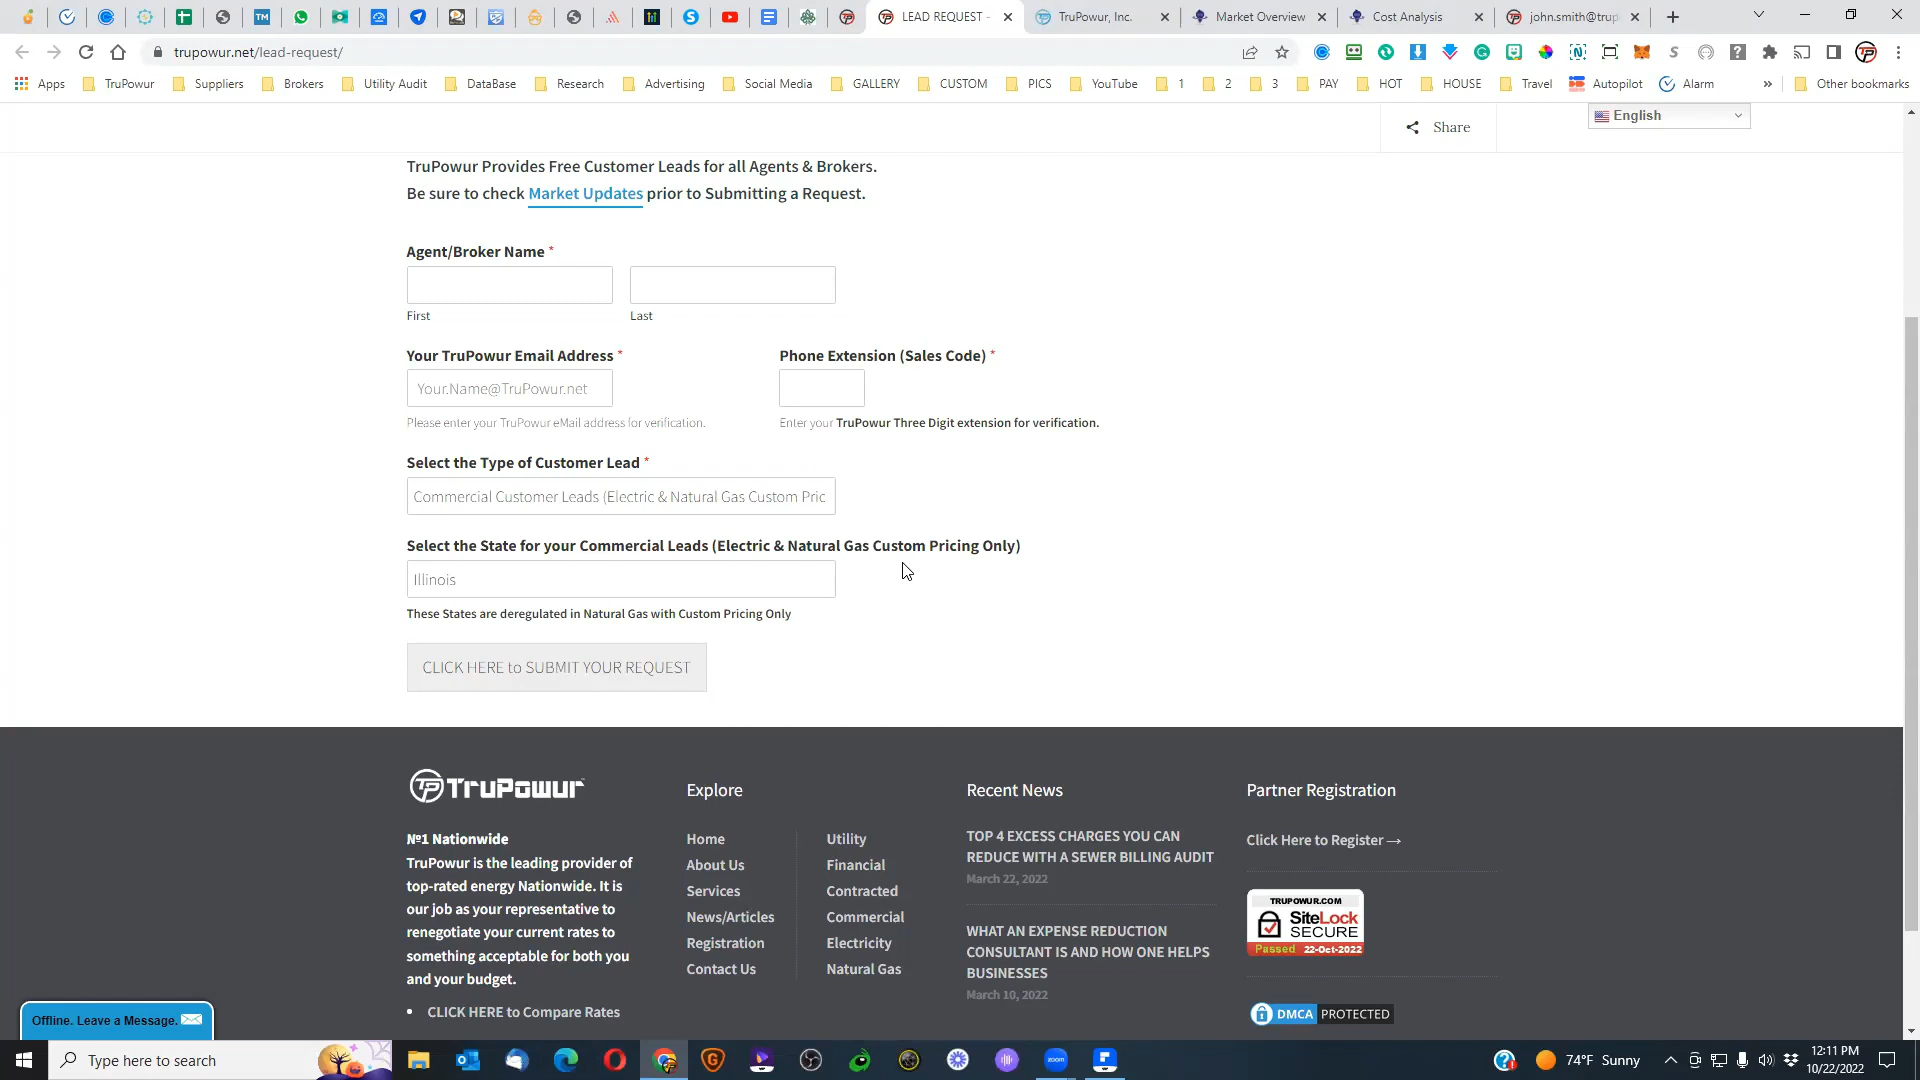 LEAD REQUEST -
TruPowur, Inc.
Market Overview
Cost Analysis
john.smith@trup
trupowur.net/lead-request/
Apps
TruPowur
Suppliers
Brokers
Utility Audit
DataBase
Research
Advertising
Social Media
GALLERY
CUSTOM
PICS
YouTube
1
2
3
PAY
HOT
HOUSE
Travel
Autopilot
Alarm
»
Other bookmarks
Share
English
TruPowur Provides Free Customer Leads for all Agents & Brokers.
Be sure to check Market Updates prior to Submitting a Request.
Agent/Broker Name *
First
Last
Your TruPowur Email Address *
Phone Extension (Sales Code) *
Your.Name@TruPowur.net
Please enter your TruPowur eMail address for verification.
Enter your TruPowur Three Digit extension for verification.
Select the Type of Customer Lead *
Commercial Customer Leads (Electric & Natural Gas Custom Pric
Select the State for your Commercial Leads (Electric & Natural Gas Custom Pricing Only)
Illinois
These States are deregulated in Natural Gas with Custom Pricing Only
CLICK HERE to SUBMIT YOUR REQUEST
TP TruPowur
№1 Nationwide
TruPowur is the leading provider of
top-rated energy Nationwide. It is
our job as your representative to
renegotiate your current rates to
something acceptable for both you
and your budget.
• CLICK HERE to Compare Rates
Explore
Home
About Us
Services
News/Articles
Registration
Contact Us
Utility
Financial
Contracted
Commercial
Electricity
Natural Gas
Recent News
TOP 4 EXCESS CHARGES YOU CAN
REDUCE WITH A SEWER BILLING AUDIT
March 22, 2022
WHAT AN EXPENSE REDUCTION
CONSULTANT IS AND HOW ONE HELPS
BUSINESSES
March 10, 2022
Partner Registration
Click Here to Register →
TRUPOWUR.COM
SiteLock
SECURE
Passed 22-Oct-2022
DMCA PROTECTED
Offline. Leave a Message.
Type here to search
74°F Sunny
12:11 PM
10/22/2022